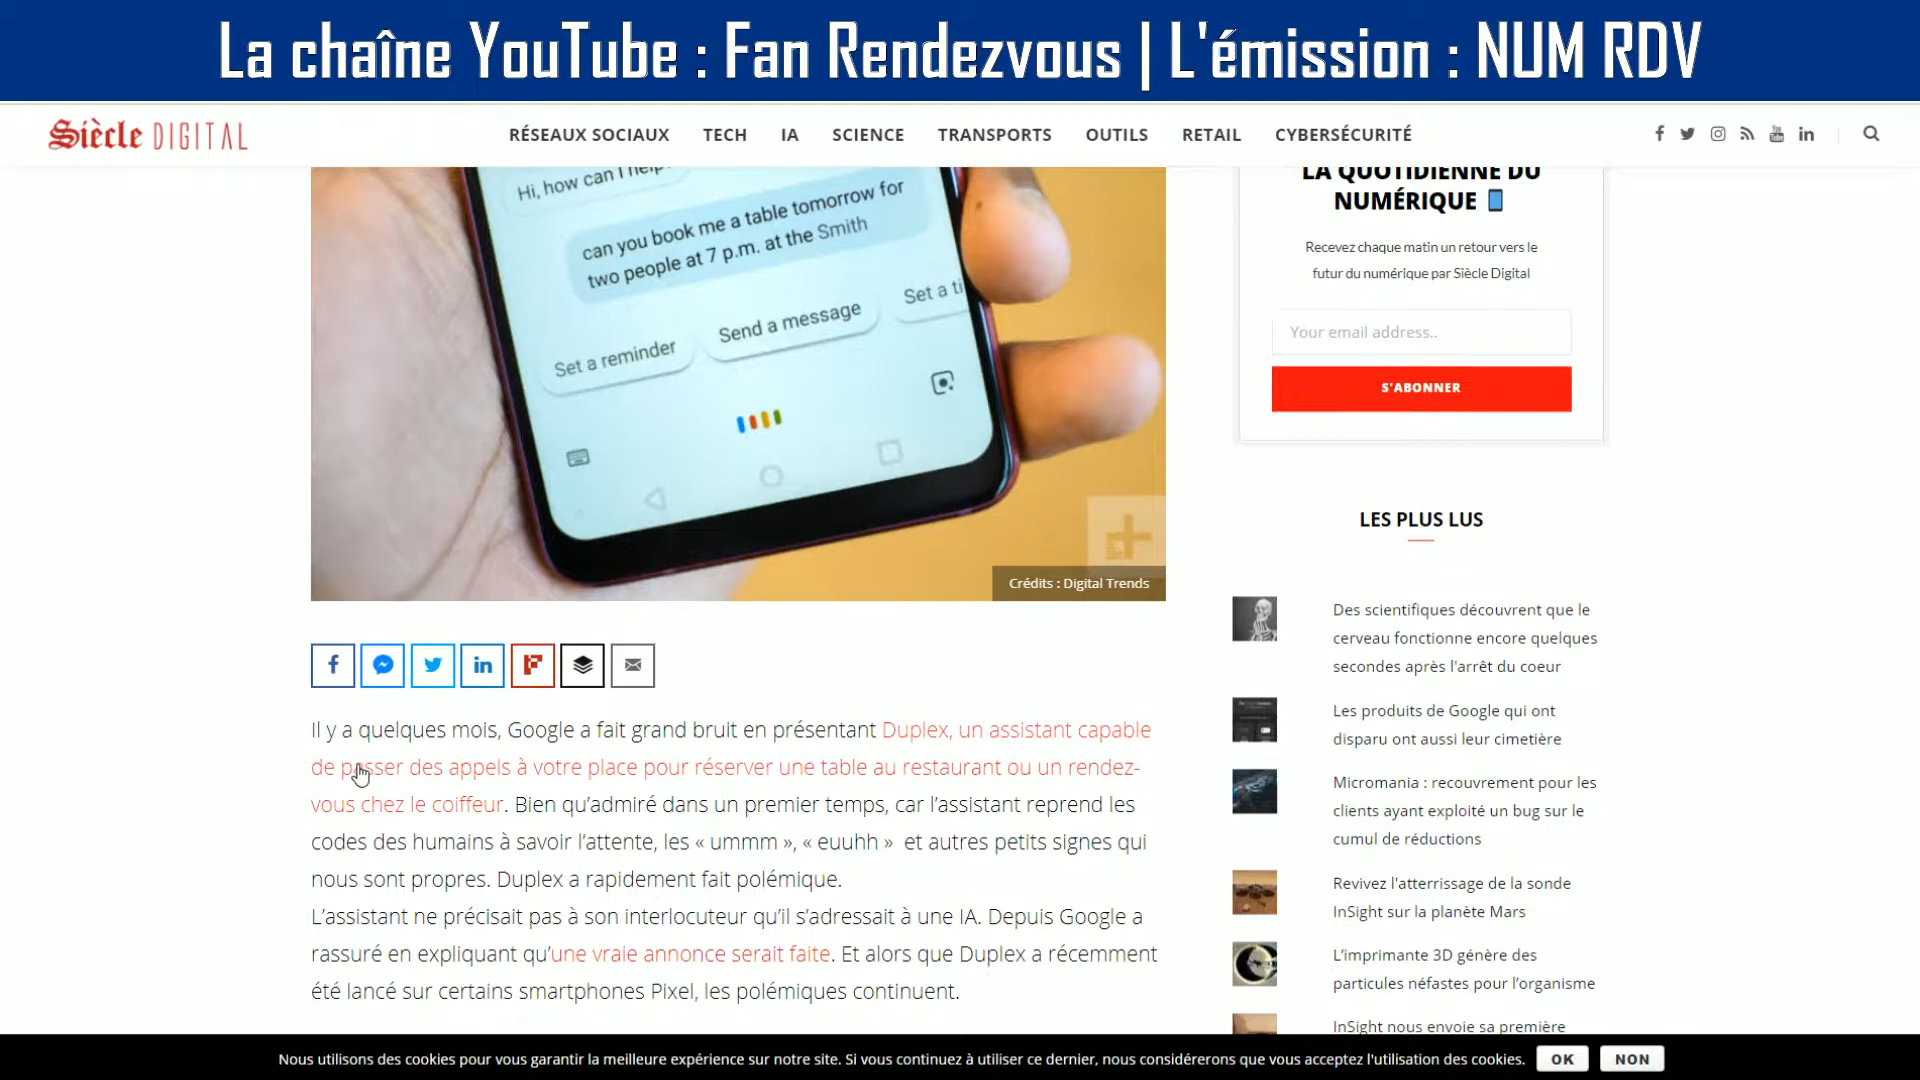 La chaîne YouTube : Fan Rendezvous | L'émission : NUM RDV
Siècle DIGITAL
RÉSEAUX SOCIAUX TECH IA SCIENCE TRANSPORTS OUTILS RETAIL CYBERSÉCURITÉ
Hi, how can I help?
can you book me a table tomorrow for
two people at 7 p.m. at the Smith
Set a reminder
Send a message
Set a ti
Crédits : Digital Trends
Il y a quelques mois, Google a fait grand bruit en présentant Duplex, un assistant capable
de passer des appels à votre place pour réserver une table au restaurant ou un rendez-
vous chez le coiffeur. Bien qu’admiré dans un premier temps, car l’assistant reprend les
codes des humains à savoir l’attente, les « ummm », « euuhh » et autres petits signes qui
nous sont propres. Duplex a rapidement fait polémique.
L’assistant ne précisait pas à son interlocuteur qu’il s’adressait à une IA. Depuis Google a
rassuré en expliquant qu’une vraie annonce serait faite. Et alors que Duplex a récemment
été lancé sur certains smartphones Pixel, les polémiques continuent.
LA QUOTIDIENNE DU
NUMÉRIQUE
Recevez chaque matin un retour vers le
futur du numérique par Siècle Digital
Your email address..
S'ABONNER
LES PLUS LUS
Des scientifiques découvrent que le
cerveau fonctionne encore quelques
secondes après l'arrêt du coeur
Les produits de Google qui ont
disparu ont aussi leur cimetière
Micromania : recouvrement pour les
clients ayant exploité un bug sur le
cumul de réductions
Revivez l'atterrissage de la sonde
InSight sur la planète Mars
L’imprimante 3D génère des
particules néfastes pour l’organisme
InSight nous envoie sa première
Nous utilisons des cookies pour vous garantir la meilleure expérience sur notre site. Si vous continuez à utiliser ce dernier, nous considérerons que vous acceptez l'utilisation des cookies. OK NON